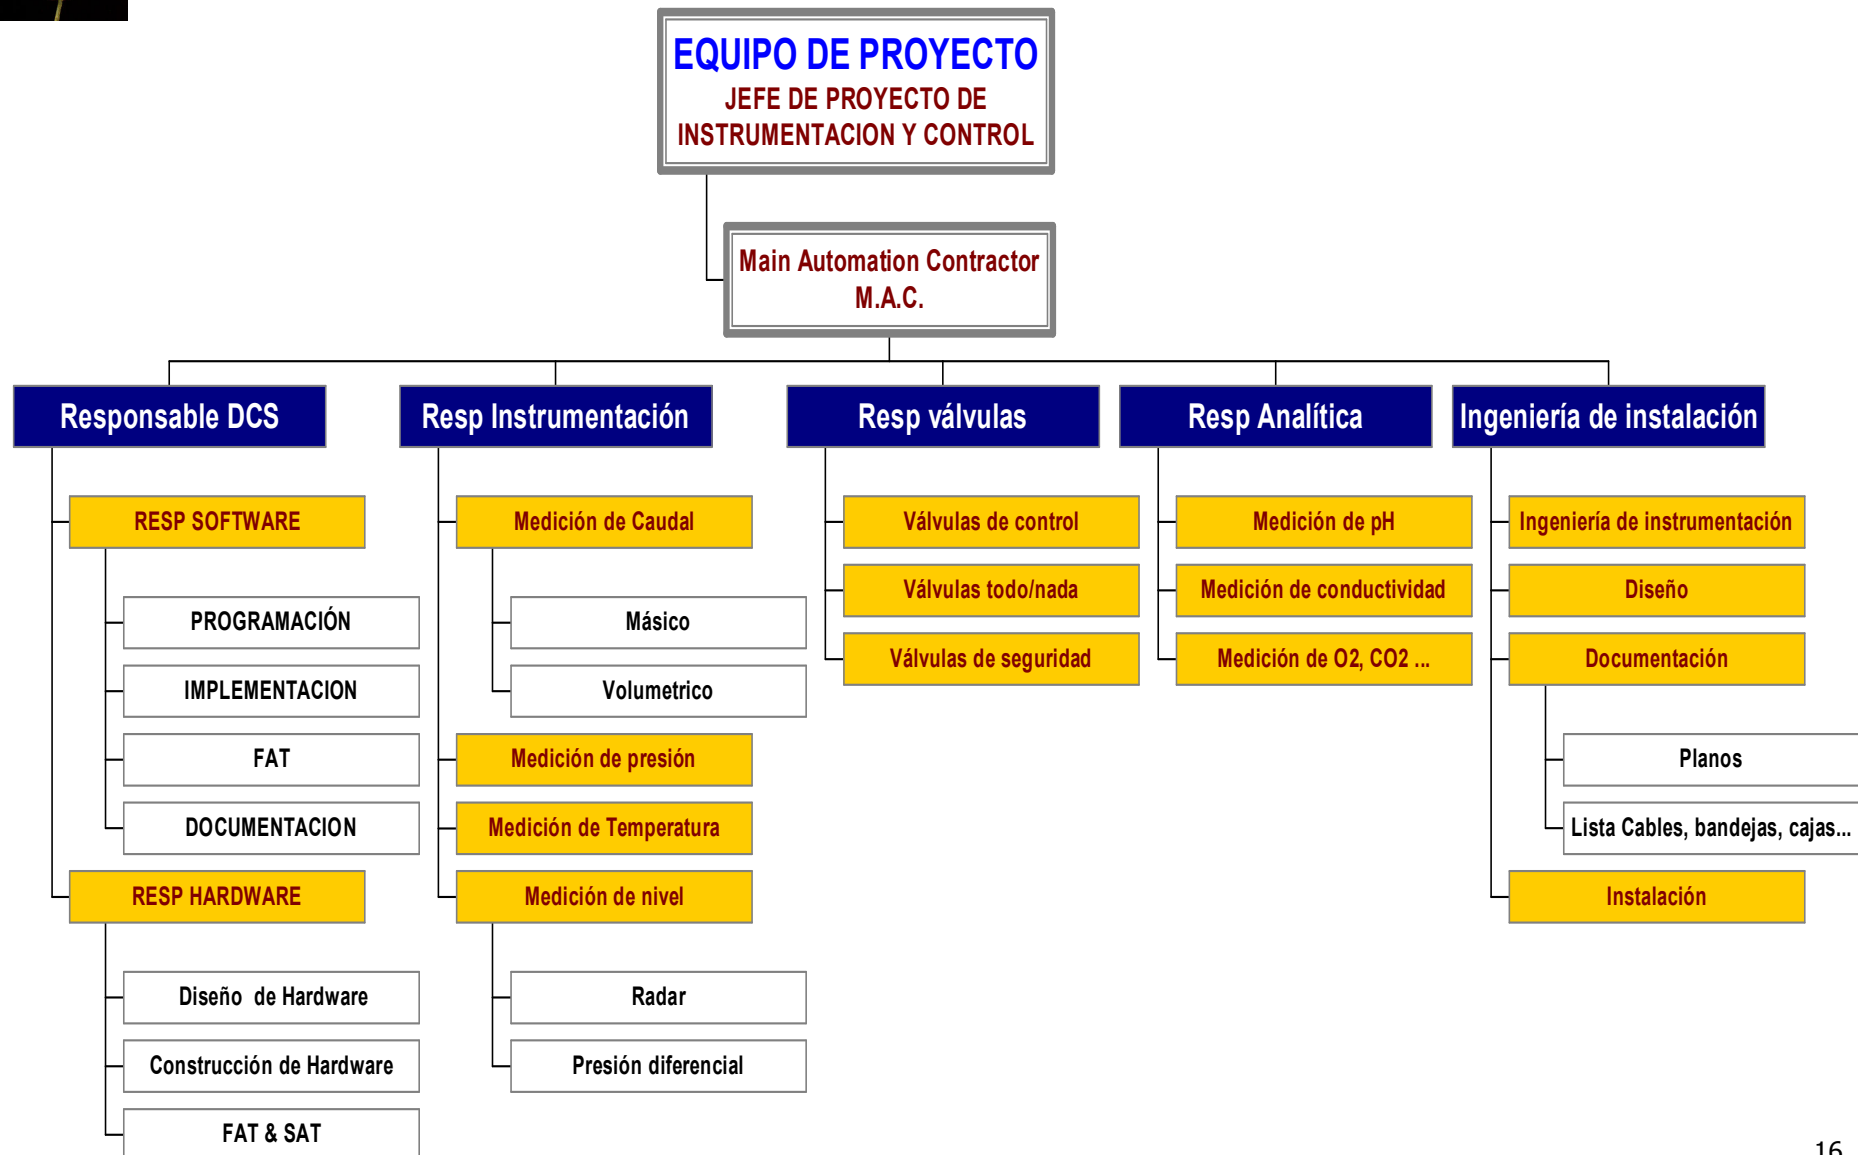 EQUIPO DE PROYECTO
JEFE DE PROYECTO DE
INSTRUMENTACION Y CONTROL
Main Automation Contractor
M.A.C.
Responsable DCS
RESP SOFTWARE
PROGRAMACIÓN
IMPLEMENTACION
FAT
DOCUMENTACION
RESP HARDWARE
Diseño de Hardware
Construcción de Hardware
FAT & SAT
Resp Instrumentación
Medición de Caudal
Másico
Volumetrico
Medición de presión
Medición de Temperatura
Medición de nivel
Radar
Presión diferencial
Resp válvulas
Válvulas de control
Válvulas todo/nada
Válvulas de seguridad
Resp Analítica
Medición de pH
Medición de conductividad
Medición de O2, CO2 ...
Ingeniería de instalación
Ingeniería de instrumentación
Diseño
Documentación
Planos
Lista Cables, bandejas, cajas...
Instalación
16